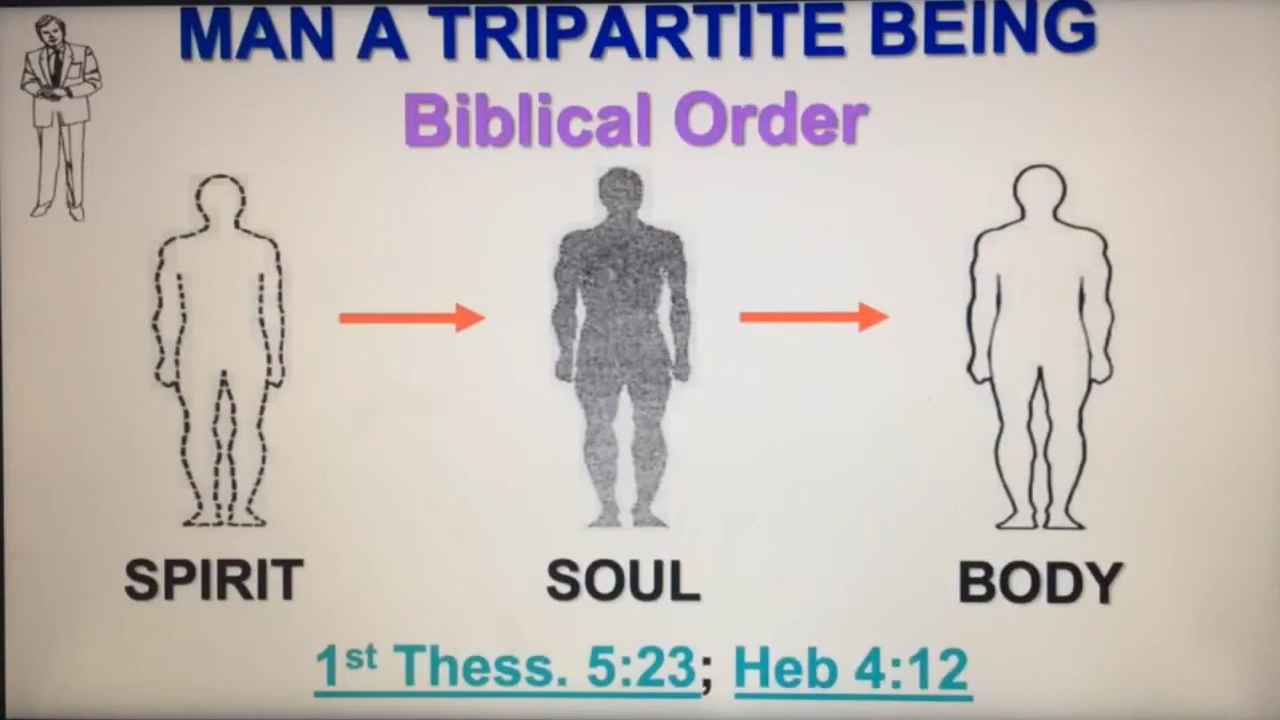 MAN A TRIPARTITE BEING
Biblical Order
SPIRIT SOUL BODY
1st Thess. 5:23; Heb 4:12